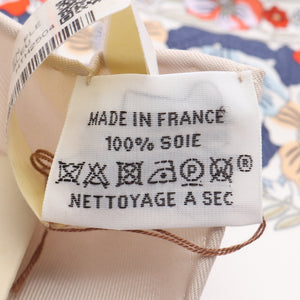 MADE IN FRANCE
100% SOIE
P
®
NETTOYAGE A SEC